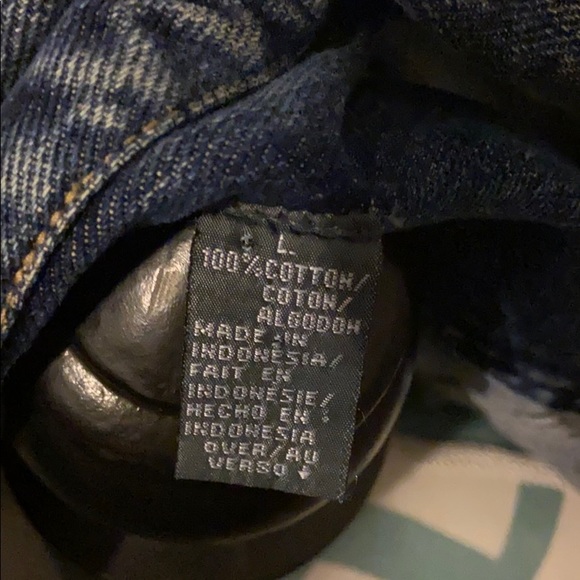 L
100%COTTON/
COTON/
ALGODON
MADE IN
INDONESIA/
FAIT EN
INDONESIE/
HECHO EN
INDONESIA
OVER/AU
VERSO